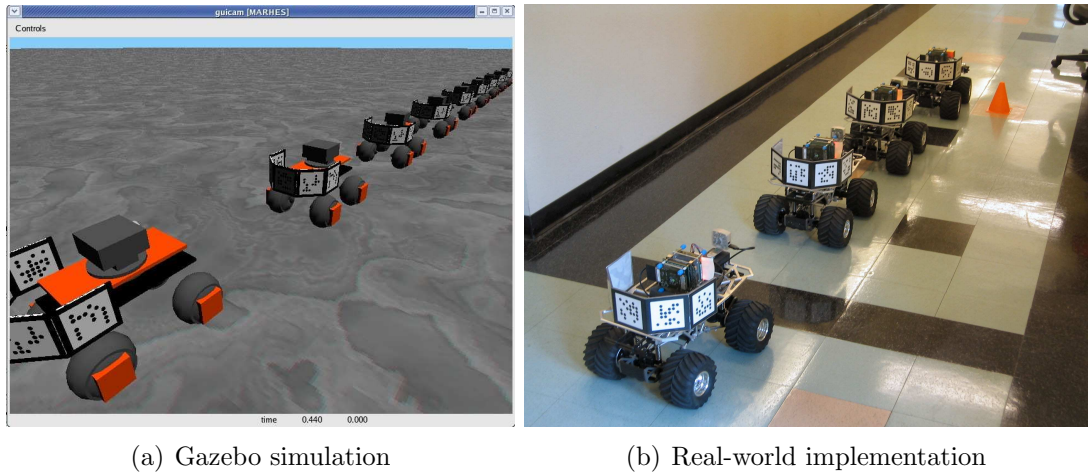 guicam [MARHES]
Controls
time 0.440 0.000
(a) Gazebo simulation
(b) Real-world implementation